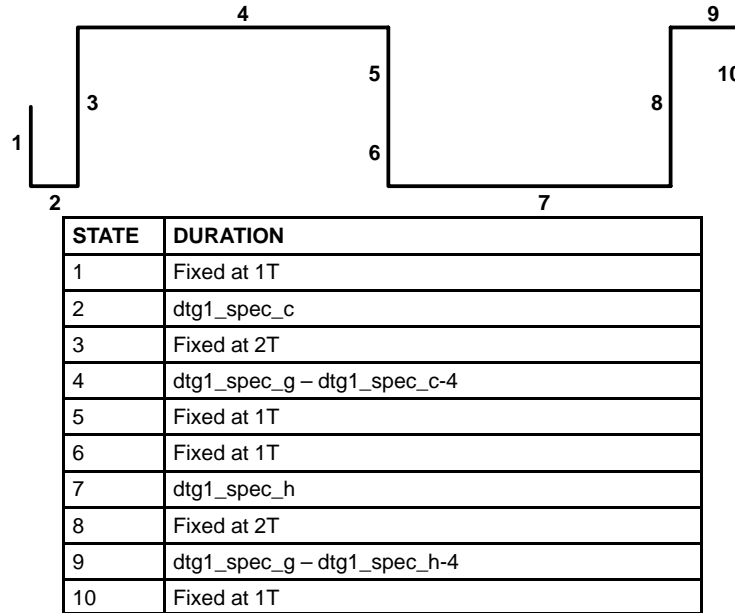 4
9
5
10
3
8
1
6
2
7
STATE DURATION
1 Fixed at 1T
2 dtg1_spec_c
3 Fixed at 2T
4 dtg1_spec_g – dtg1_spec_c-4
5 Fixed at 1T
6 Fixed at 1T
7 dtg1_spec_h
8 Fixed at 2T
9 dtg1_spec_g – dtg1_spec_h-4
10 Fixed at 1T